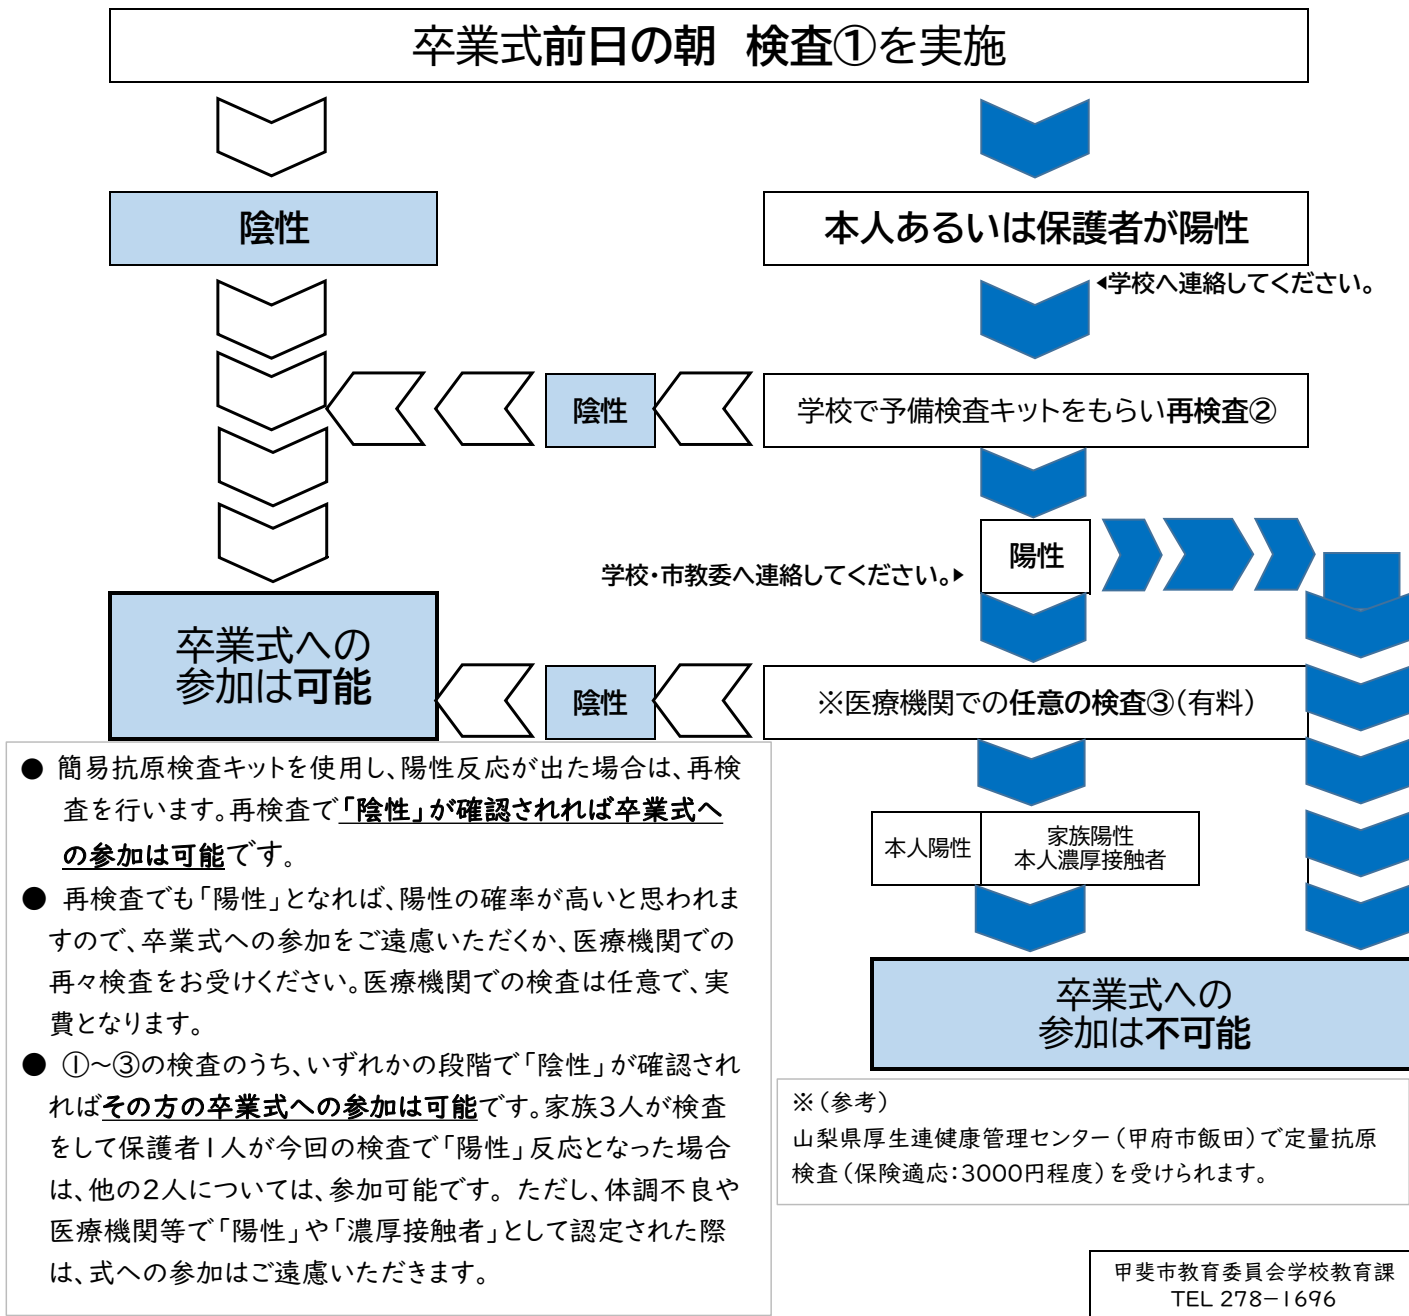 卒業式前日の朝 検査①を実施
陰性
本人あるいは保護者が陽性
◀学校へ連絡してください。
陰性
学校で予備検査キットをもらい再検査②
陽性
学校・市教委へ連絡してください。▶
卒業式への
参加は可能
陰性
※医療機関での任意の検査③(有料)
本人陽性
家族陽性
本人濃厚接触者
卒業式への
参加は不可能
● 簡易抗原検査キットを使用し、陽性反応が出た場合は、再検
査を行います。再検査で「陰性」が確認されれば卒業式へ
の参加は可能です。
● 再検査でも「陽性」となれば、陽性の確率が高いと思われま
すので、卒業式への参加をご遠慮いただくか、医療機関での
再々検査をお受けください。医療機関での検査は任意で、実
費となります。
● ①~③の検査のうち、いずれかの段階で「陰性」が確認され
ればその方の卒業式への参加は可能です。家族3人が検査
をして保護者1人が今回の検査で「陽性」反応となった場合
は、他の2人については、参加可能です。ただし、体調不良や
医療機関等で「陽性」や「濃厚接触者」として認定された際
は、式への参加はご遠慮いただきます。
※(参考)
山梨県厚生連健康管理センター(甲府市飯田)で定量抗原
検査(保険適応:3000円程度)を受けられます。
甲斐市教育委員会学校教育課
TEL 278-1696